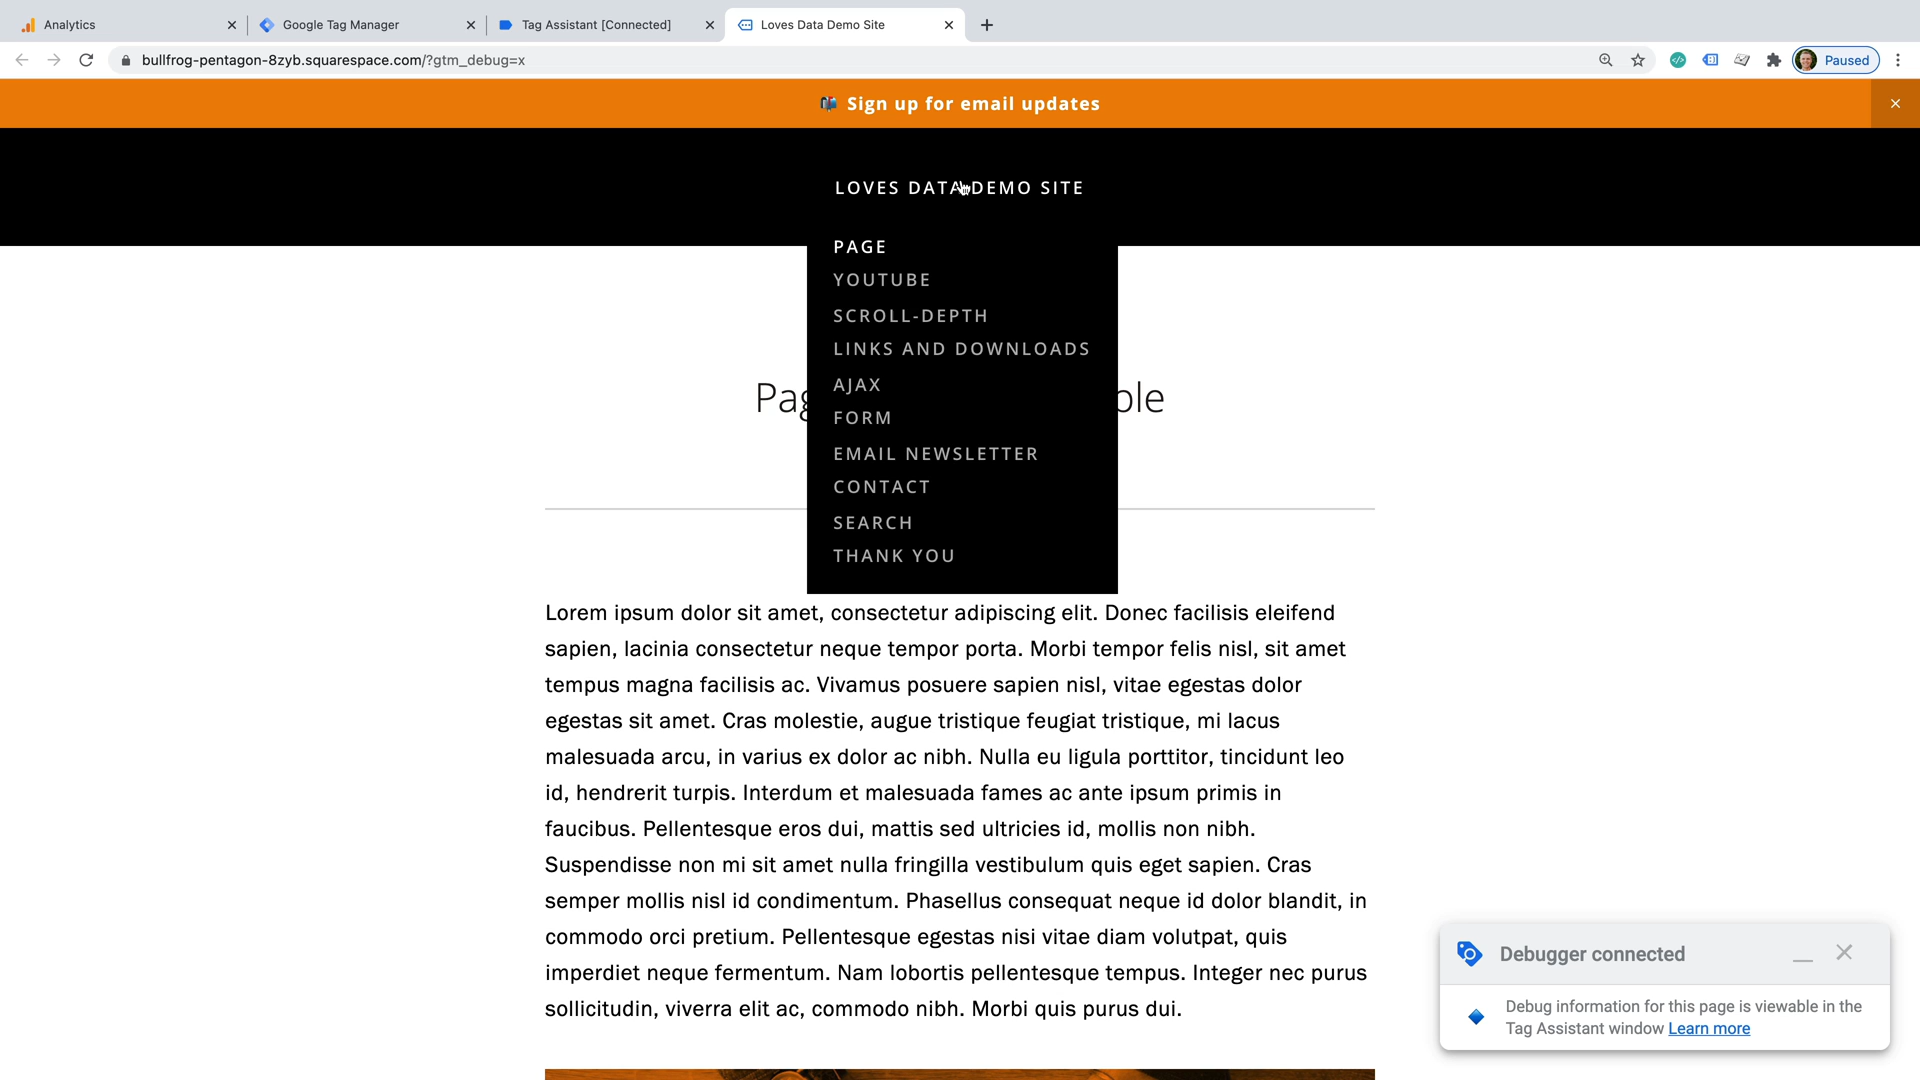 Analytics
Google Tag Manager
Tag Assistant [Connected]
Loves Data Demo Site
bullfrog-pentagon-8zyb.squarespace.com/?gtm_debug=x
Paused
Sign up for email updates
LOVES DATA DEMO SITE
PAGE
YOUTUBE
SCROLL-DEPTH
LINKS AND DOWNLOADS
AJAX
FORM
EMAIL NEWSLETTER
CONTACT
SEARCH
THANK YOU
Lorem ipsum dolor sit amet, consectetur adipiscing elit. Donec facilisis eleifend
sapien, lacinia consectetur neque tempor porta. Morbi tempor felis nisl, sit amet
tempus magna facilisis ac. Vivamus posuere sapien nisl, vitae egestas dolor
egestas sit amet. Cras molestie, augue tristique feugiat tristique, mi lacus
malesuada arcu, in varius ex dolor ac nibh. Nulla eu ligula porttitor, tincidunt leo
id, hendrerit turpis. Interdum et malesuada fames ac ante ipsum primis in
faucibus. Pellentesque eros dui, mattis sed ultricies id, mollis non nibh.
Suspendisse non mi sit amet nulla fringilla vestibulum quis eget sapien. Cras
semper mollis nisl id condimentum. Phasellus consequat neque id dolor blandit, in
commodo orci pretium. Pellentesque egestas nisi vitae diam volutpat, quis
imperdiet neque fermentum. Nam lobortis pellentesque tempus. Integer nec purus
sollicitudin, viverra elit ac, commodo nibh. Morbi quis purus dui.
Debugger connected
Debug information for this page is viewable in the
Tag Assistant window Learn more